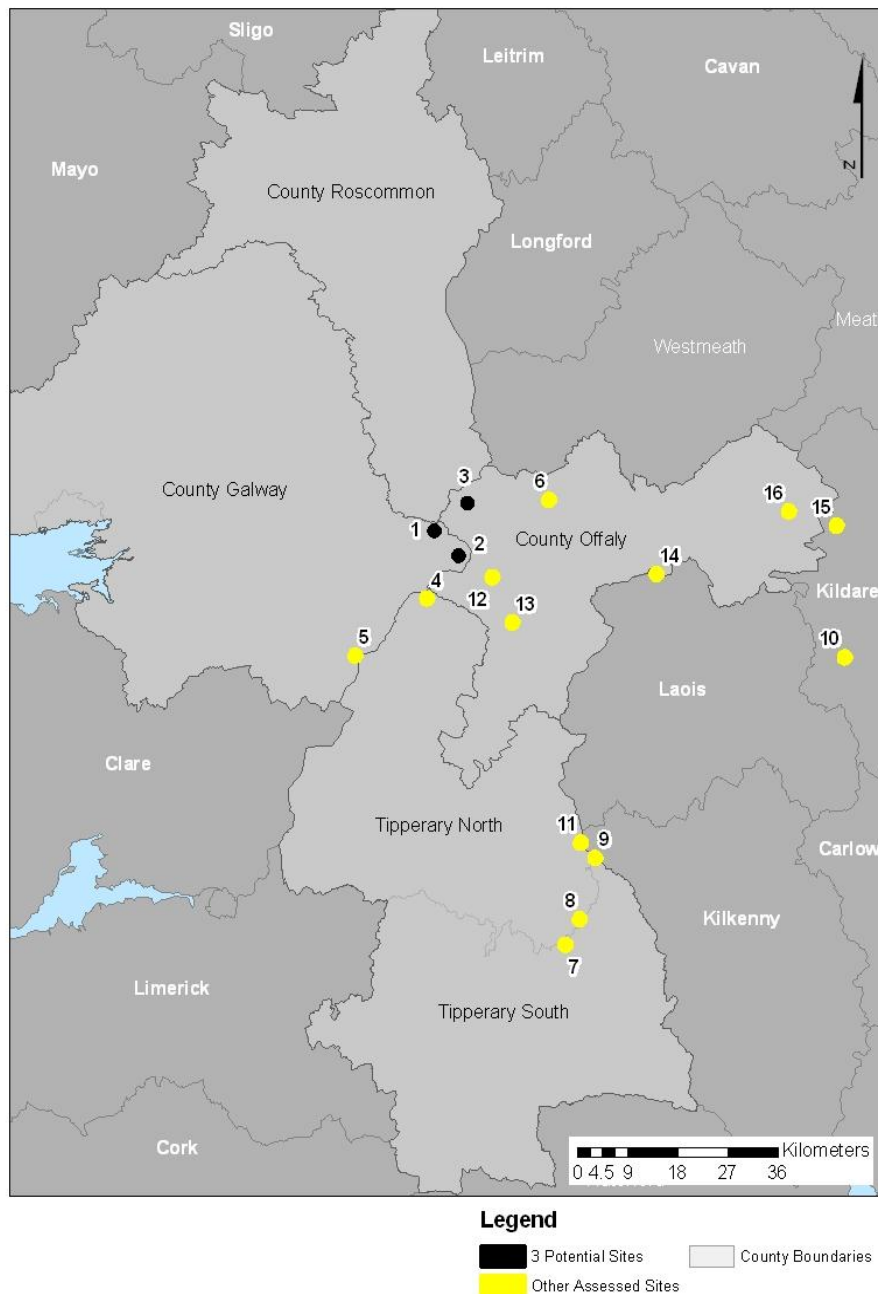 Sligo
Leitrim
Cavan
Mayo
County Roscommon
N
Longford
Meat
Westmeath
County Galway
3
6
16
15
1
2
County Offaly
14
4
12
13
Kildare
5
10
Laois
Clare
Tipperary North
11
9
Carlow
8
Kilkenny
7
Limerick
Tipperary South
Cork
Kilometers
0 4.5 9 18 27 36
Legend
3 Potential Sites County Boundaries
Other Assessed Sites